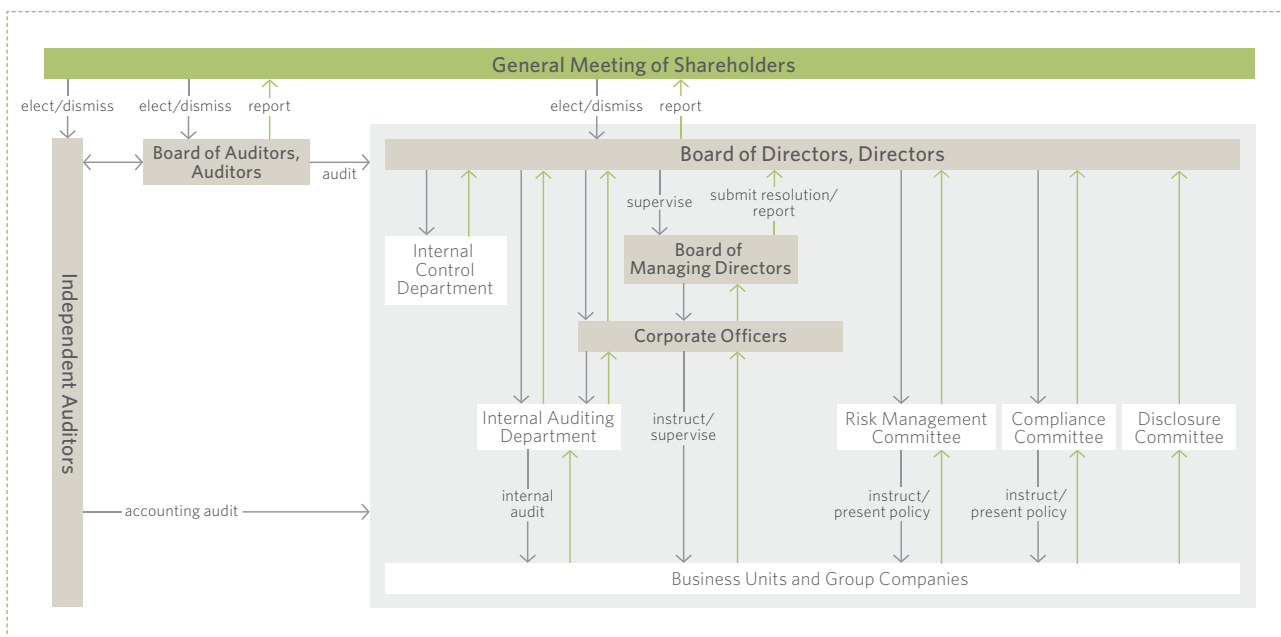 General Meeting of Shareholders
elect/dismiss
elect/dismiss
report
elect/dismiss
report
Board of Auditors,
Auditors
audit
Board of Directors, Directors
supervise
submit resolution/
report
Internal
Control
Department
Board of
Managing Directors
Independent Auditors
Corporate Officers
Internal Auditing
Department
instruct/
supervise
Risk Management
Committee
Compliance
Committee
Disclosure
Committee
internal
audit
instruct/
present policy
instruct/
present policy
accounting audit
Business Units and Group Companies